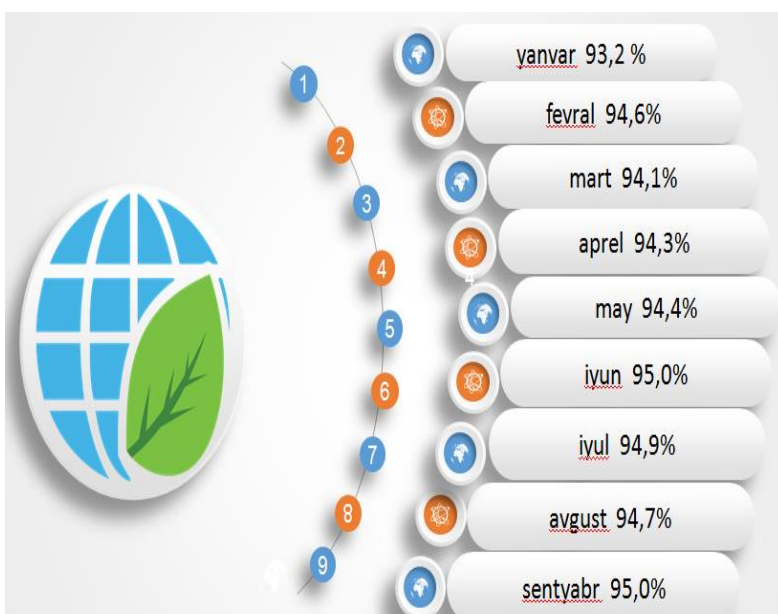 1
2
3
4
5
6
7
8
9
yanvar 93,2 %
fevral 94,6%
mart 94,1%
aprel 94,3%
4
may 94,4%
iyun 95,0%
iyul 94,9%
avgust 94,7%
sentyabr 95,0%